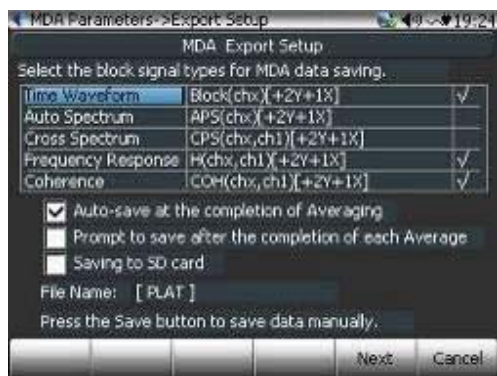 MDA Parameters->Export Setup 19:24
MDA Export Setup
Select the block signal types for MDA data saving.
Time Waveform Block(chx)[+2Y+1X] √
Auto Spectrum APS(chx)[+2Y+1X]
Cross Spectrum CPS(chx,ch1)[+2Y+1X]
Frequency Response H(chx,ch1)[+2Y+1X] √
Coherence COH(chx,ch1)[+2Y+1X] √
Auto-save at the completion of Averaging
Prompt to save after the completion of each Average
Saving to SD card
File Name: [ PLAT ]
Press the Save button to save data manually.
Next Cancel